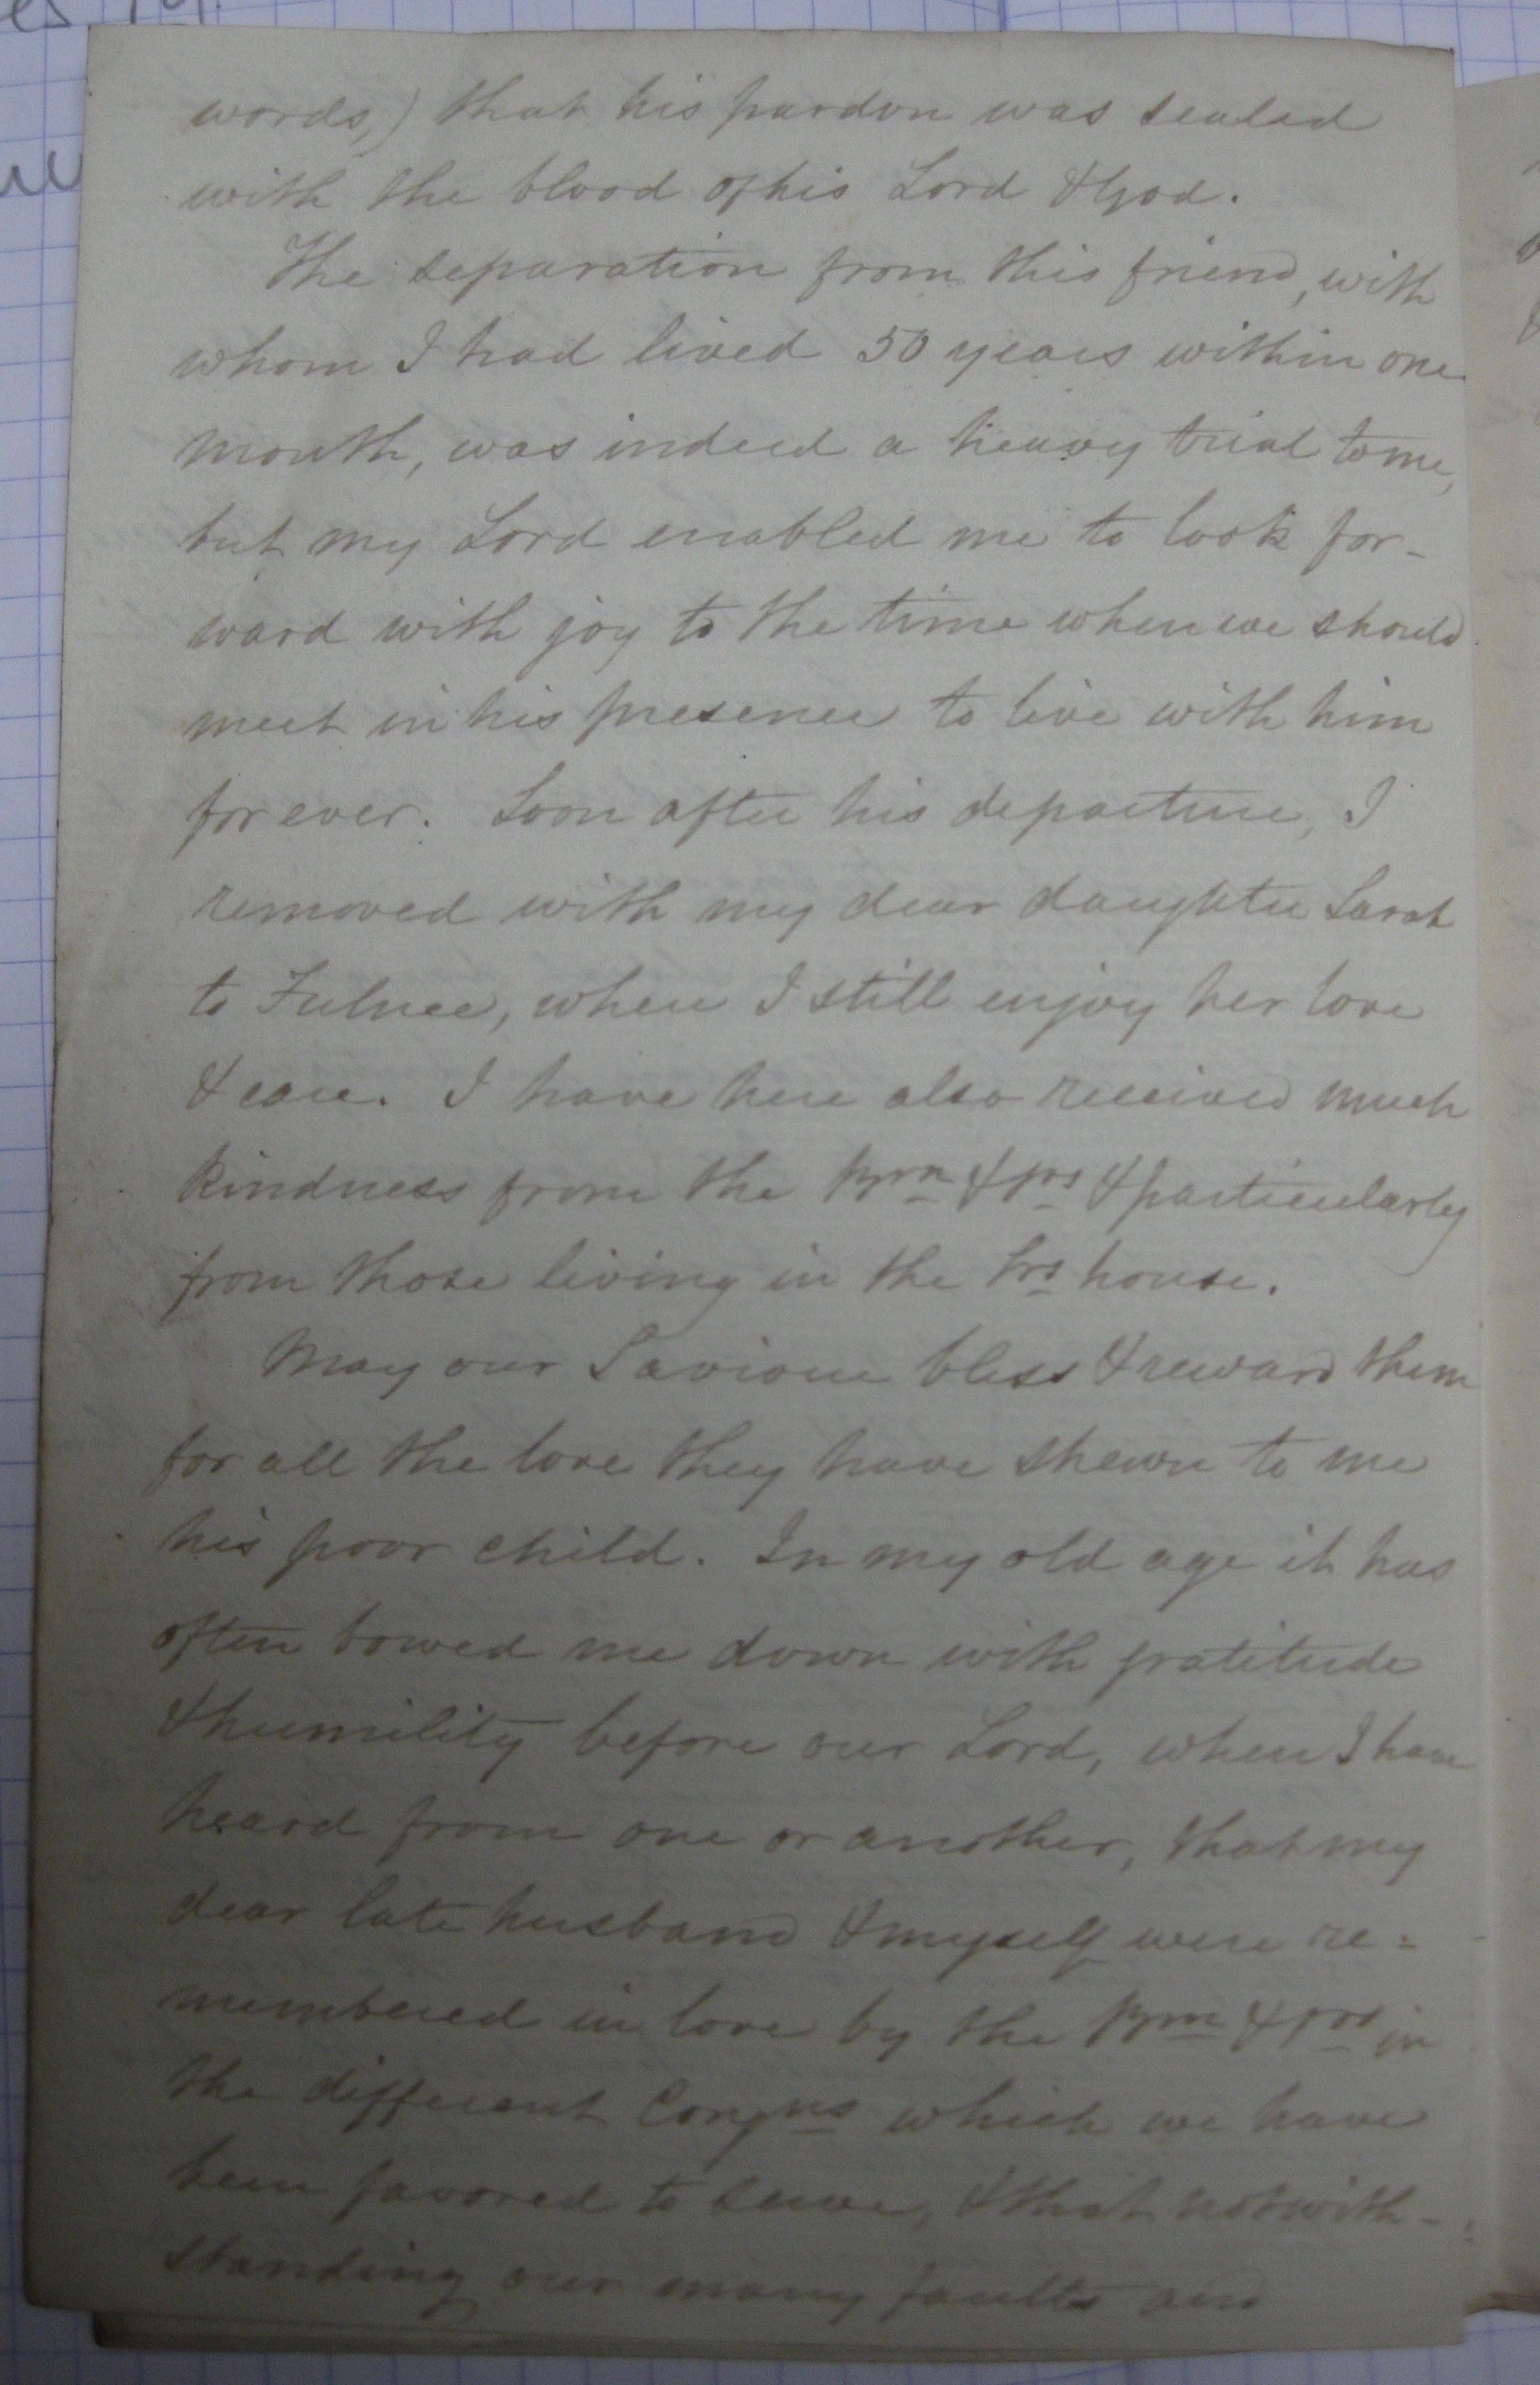 words,) that his pardon was sealed
with the blood of his Lord & God.
The separation from this friend, with
whom I had lived 50 years within one
month, was indeed a heavy trial to me,
but my Lord enabled me to look for-
ward with joy to the time when we should
meet in his presence to live with him
for ever. Soon after his departure, I
removed with my dear daughter Sarah
to Fulnec, where I still enjoy her love
& care. I have here also received much
kindness from the Brn & Srs & particularly
from those living in the Srs house.
May our Saviour bless & reward them
for all the love they have shewn to me
his poor child. In my old age it has
often bowed me down with gratitude
& humility before our Lord, when I have
heard from one or another, that my
dear late husband & myself were re=
membered in love by the Brn & Srs in
the different Congns which we have
been favored to serve, & that notwith-
standing our many faults and